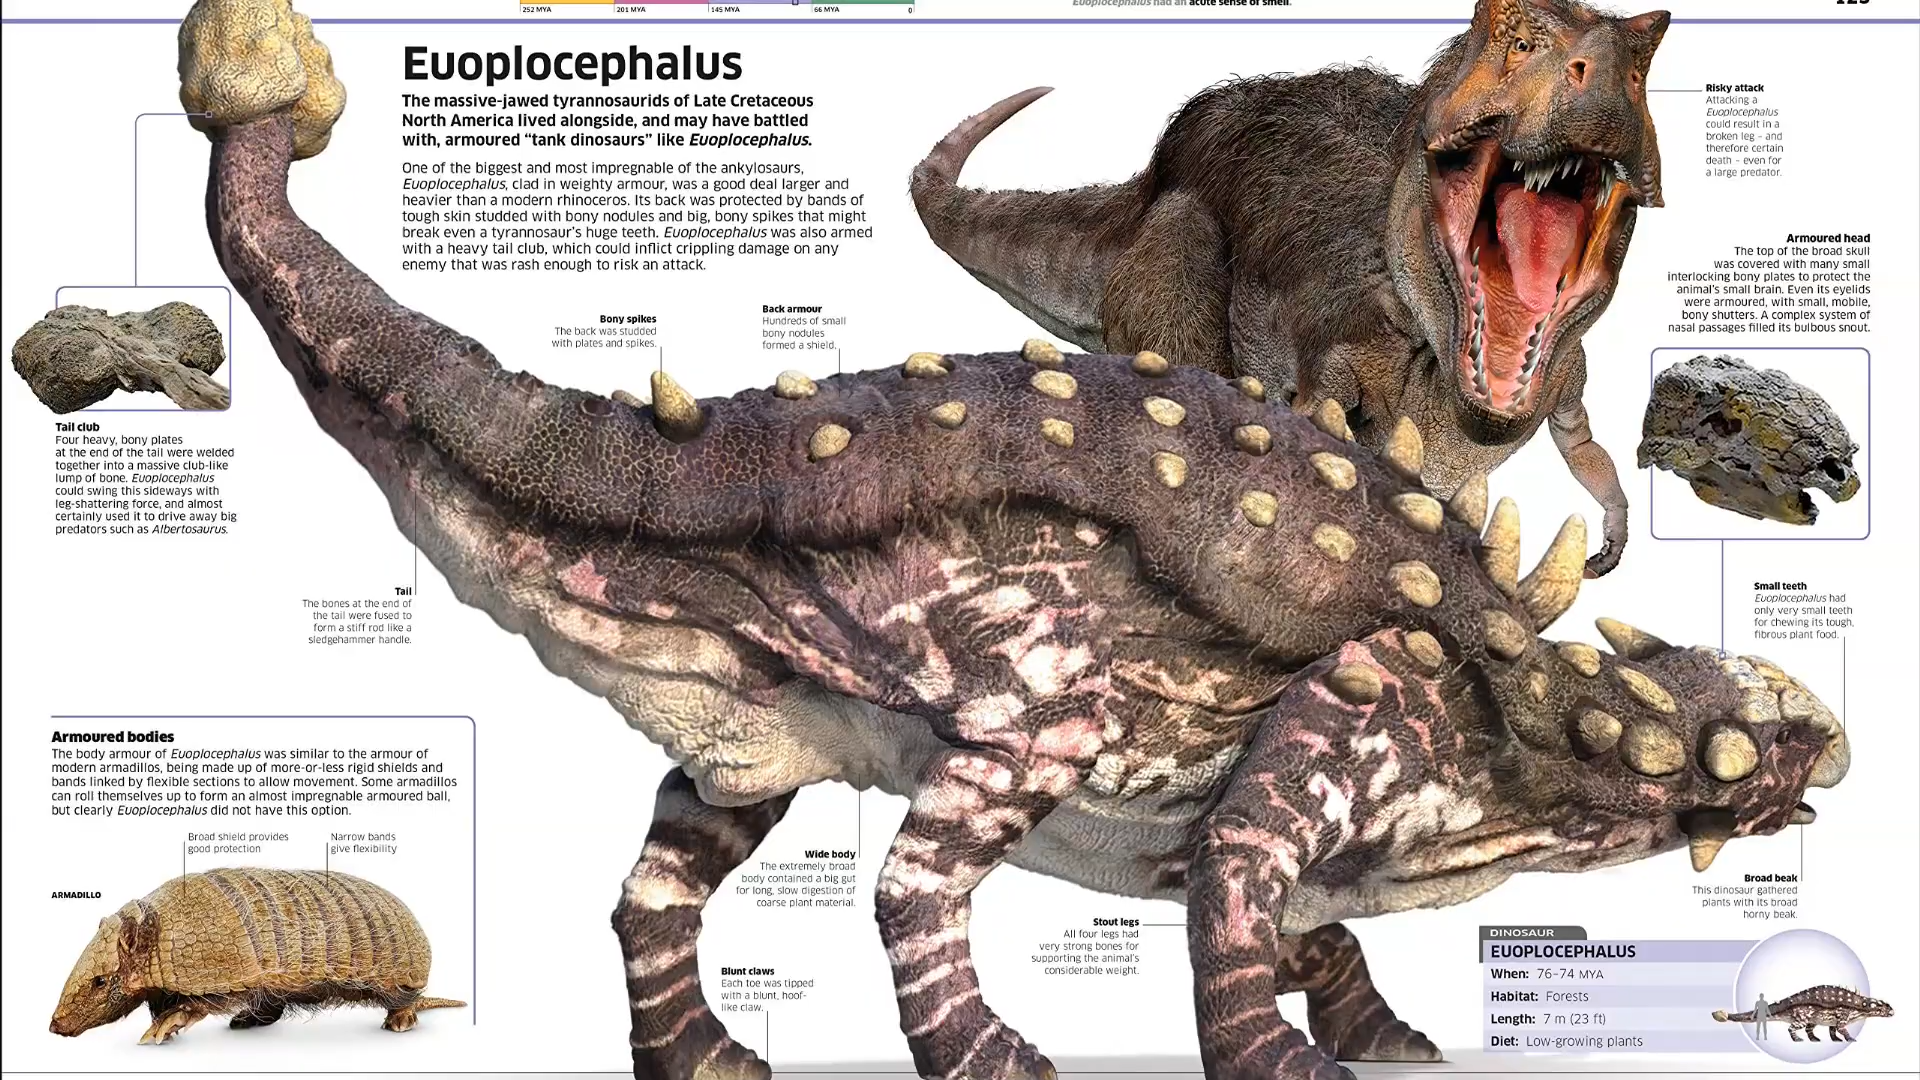 252 MYA
201 MYA
145 MYA
66 MYA
0
Euoplocephalus had an acute sense of smell.
Euoplocephalus
The massive-jawed tyrannosaurids of Late Cretaceous
North America lived alongside, and may have battled
with, armoured “tank dinosaurs” like Euoplocephalus.
One of the biggest and most impregnable of the ankylosaurs,
Euoplocephalus, clad in weighty armour, was a good deal larger and
heavier than a modern rhinoceros. Its back was protected by bands of
tough skin studded with bony nodules and big, bony spikes that might
break even a tyrannosaur’s huge teeth. Euoplocephalus was also armed
with a heavy tail club, which could inflict crippling damage on any
enemy that was rash enough to risk an attack.
Risky attack
Attacking a
Euoplocephalus
could result in a
broken leg – and
therefore certain
death – even for
a large predator.
Armoured head
The top of the broad skull
was covered with many small
interlocking bony plates to protect the
animal’s small brain. Even its eyelids
were armoured, with small, mobile,
bony shutters. A complex system of
nasal passages filled its bulbous snout.
Bony spikes
The back was studded
with plates and spikes.
Back armour
Hundreds of small
bony nodules
formed a shield.
Tail club
Four heavy, bony plates
at the end of the tail were welded
together into a massive club-like
lump of bone. Euoplocephalus
could swing this sideways with
leg-shattering force, and almost
certainly used it to drive away big
predators such as Albertosaurus.
Tail
The bones at the end of
the tail were fused to
form a stiff rod like a
sledgehammer handle.
Small teeth
Euoplocephalus had
only very small teeth
for chewing its tough,
fibrous plant food.
Armoured bodies
The body armour of Euoplocephalus was similar to the armour of
modern armadillos, being made up of more-or-less rigid shields and
bands linked by flexible sections to allow movement. Some armadillos
can roll themselves up to form an almost impregnable armoured ball,
but clearly Euoplocephalus did not have this option.
Broad shield provides
good protection
Narrow bands
give flexibility
ARMADILLO
Wide body
The extremely broad
body contained a big gut
for long, slow digestion of
coarse plant material.
Blunt claws
Each toe was tipped
with a blunt, hoof-
like claw.
Stout legs
All four legs had
very strong bones for
supporting the animal’s
considerable weight.
Broad beak
This dinosaur gathered
plants with its broad
horny beak.
DINOSAUR
EUOPLOCEPHALUS
When: 76–74 MYA
Habitat: Forests
Length: 7 m (23 ft)
Diet: Low-growing plants